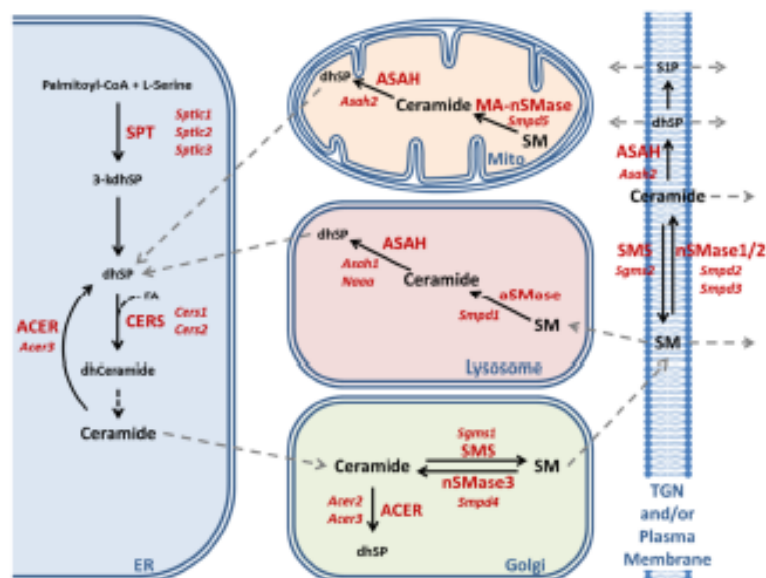 Palmitoyl-CoA + L-Serine
SPT
Sptlc1
Sptlc2
Sptlc3
3-kdhSP
dhSP
FA
CERS
Cers1
Cers2
ACER
Acer3
dhCeramide
Ceramide
ER
dhSP
ASAH
Asah2
Ceramide
MA-nSMase
Smpd5
SM
Mito
dhSP
ASAH
Asah1
Naaa
Ceramide
aSMase
Smpd1
SM
Lysosome
Ceramide
Sgms1
SMS
nSMase3
Smpd4
SM
Acer2
Acer3
ACER
dhSP
Golgi
S1P
dhSP
ASAH
Asah2
Ceramide
SMS
Sgms2
nSMase1/2
Smpd2
Smpd3
SM
TGN
and/or
Plasma
Membrane